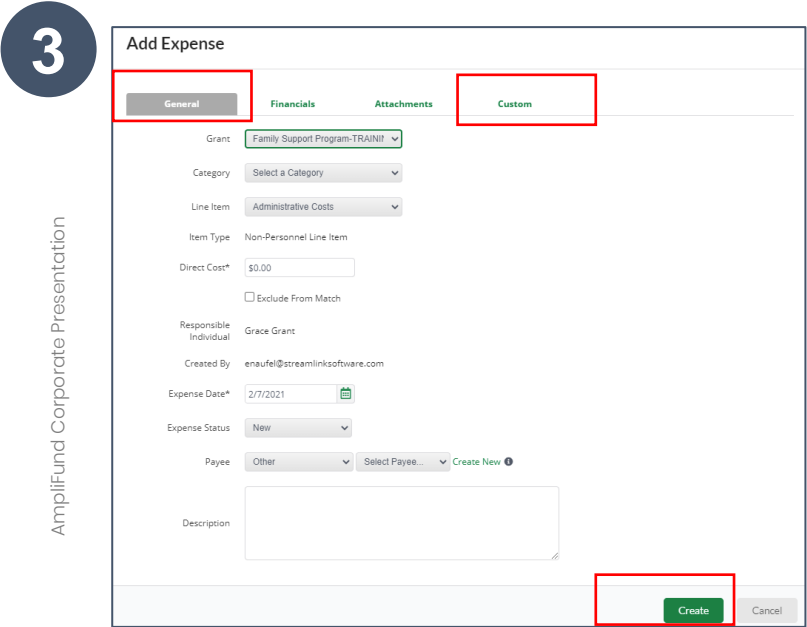 3
Add Expense
General Financials Attachments Custom
Grant Family Support Program-TRAININ
Category Select a Category
Line Item Administrative Costs
Item Type Non-Personnel Line Item
Direct Cost* $0.00
Exclude From Match
Responsible
Individual Grace Grant
Created By enaufel@streamlinksoftware.com
Expense Date* 2/7/2021
Expense Status New
Payee Other Select Payee... Create New
Description
Create Cancel
AmpliFund Corporate Presentation